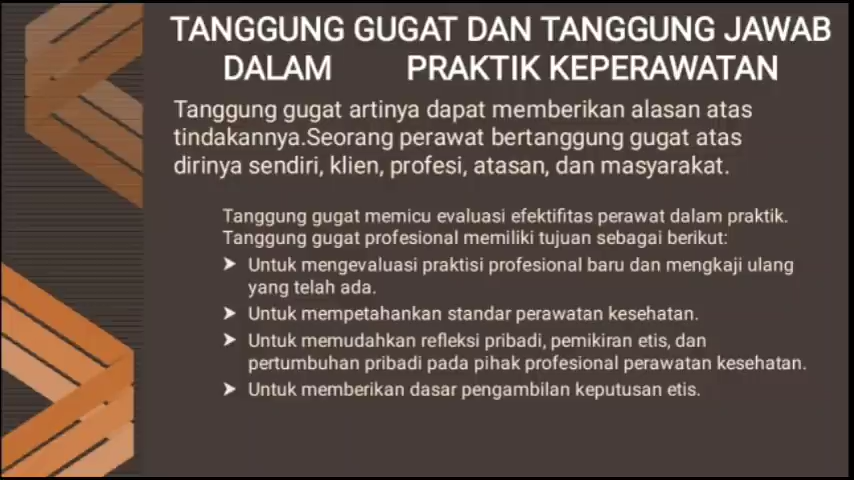 TANGGUNG GUGAT DAN TANGGUNG JAWAB
DALAM PRAKTIK KEPERAWATAN
Tanggung gugat artinya dapat memberikan alasan atas
tindakannya.Seorang perawat bertanggung gugat atas
dirinya sendiri, klien, profesi, atasan, dan masyarakat.
Tanggung gugat memicu evaluasi efektifitas perawat dalam praktik.
Tanggung gugat profesional memiliki tujuan sebagai berikut:
➤ Untuk mengevaluasi praktisi profesional baru dan mengkaji ulang
yang telah ada.
➤ Untuk mempetahankan standar perawatan kesehatan.
➤ Untuk memudahkan refleksi pribadi, pemikiran etis, dan
pertumbuhan pribadi pada pihak profesional perawatan kesehatan.
➤ Untuk memberikan dasar pengambilan keputusan etis.